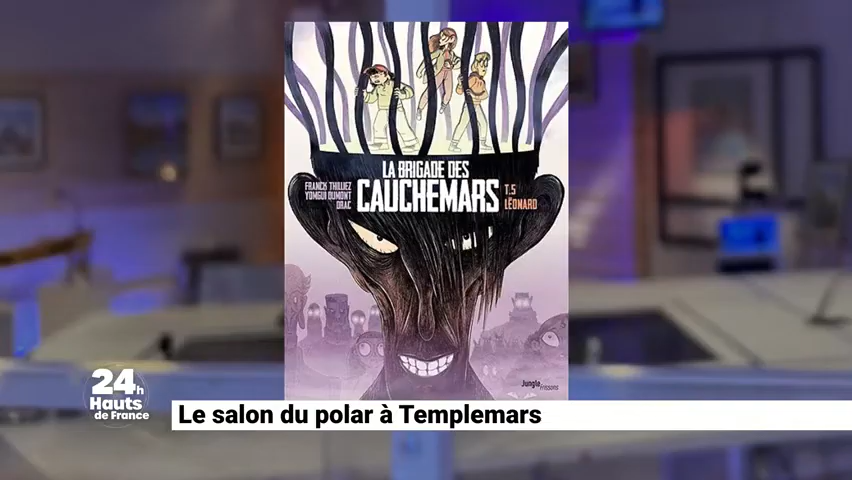 LA BRIGADE DES
CAUCHEMARS
FRANCK THILLIEZ
YOMGUI DUMONT
DRAC
T.5
LÉONARD
Jungle frissons
24h
Hauts
de France
Le salon du polar à Templemars